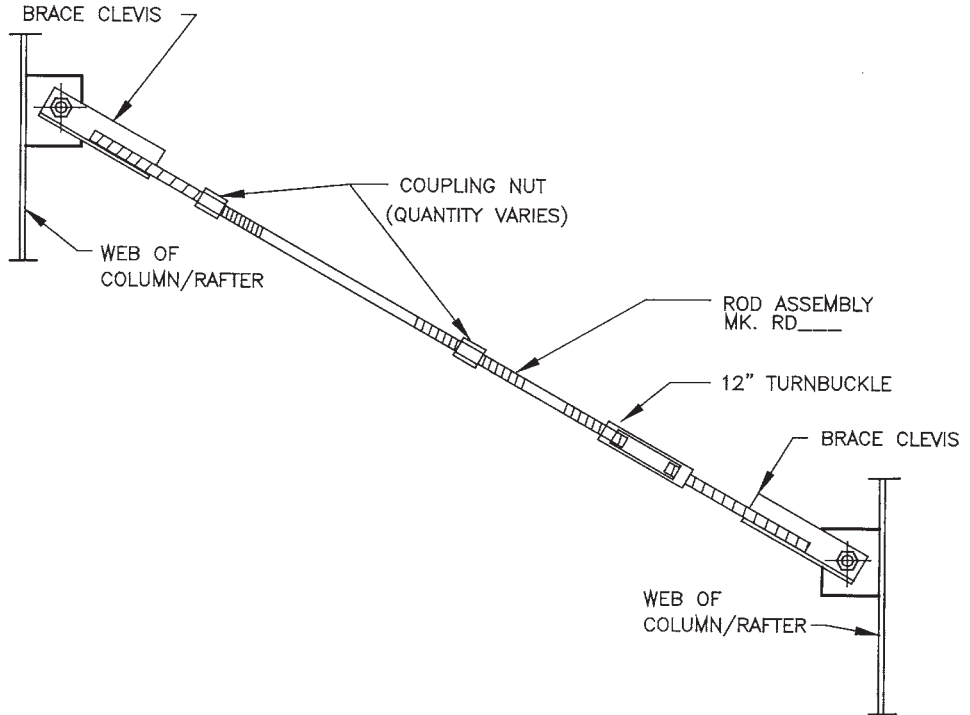 BRACE CLEVIS
COUPLING NUT
(QUANTITY VARIES)
WEB OF
COLUMN/RAFTER
ROD ASSEMBLY
MK. RD___
12" TURNBUCKLE
BRACE CLEVIS
WEB OF
COLUMN/RAFTER